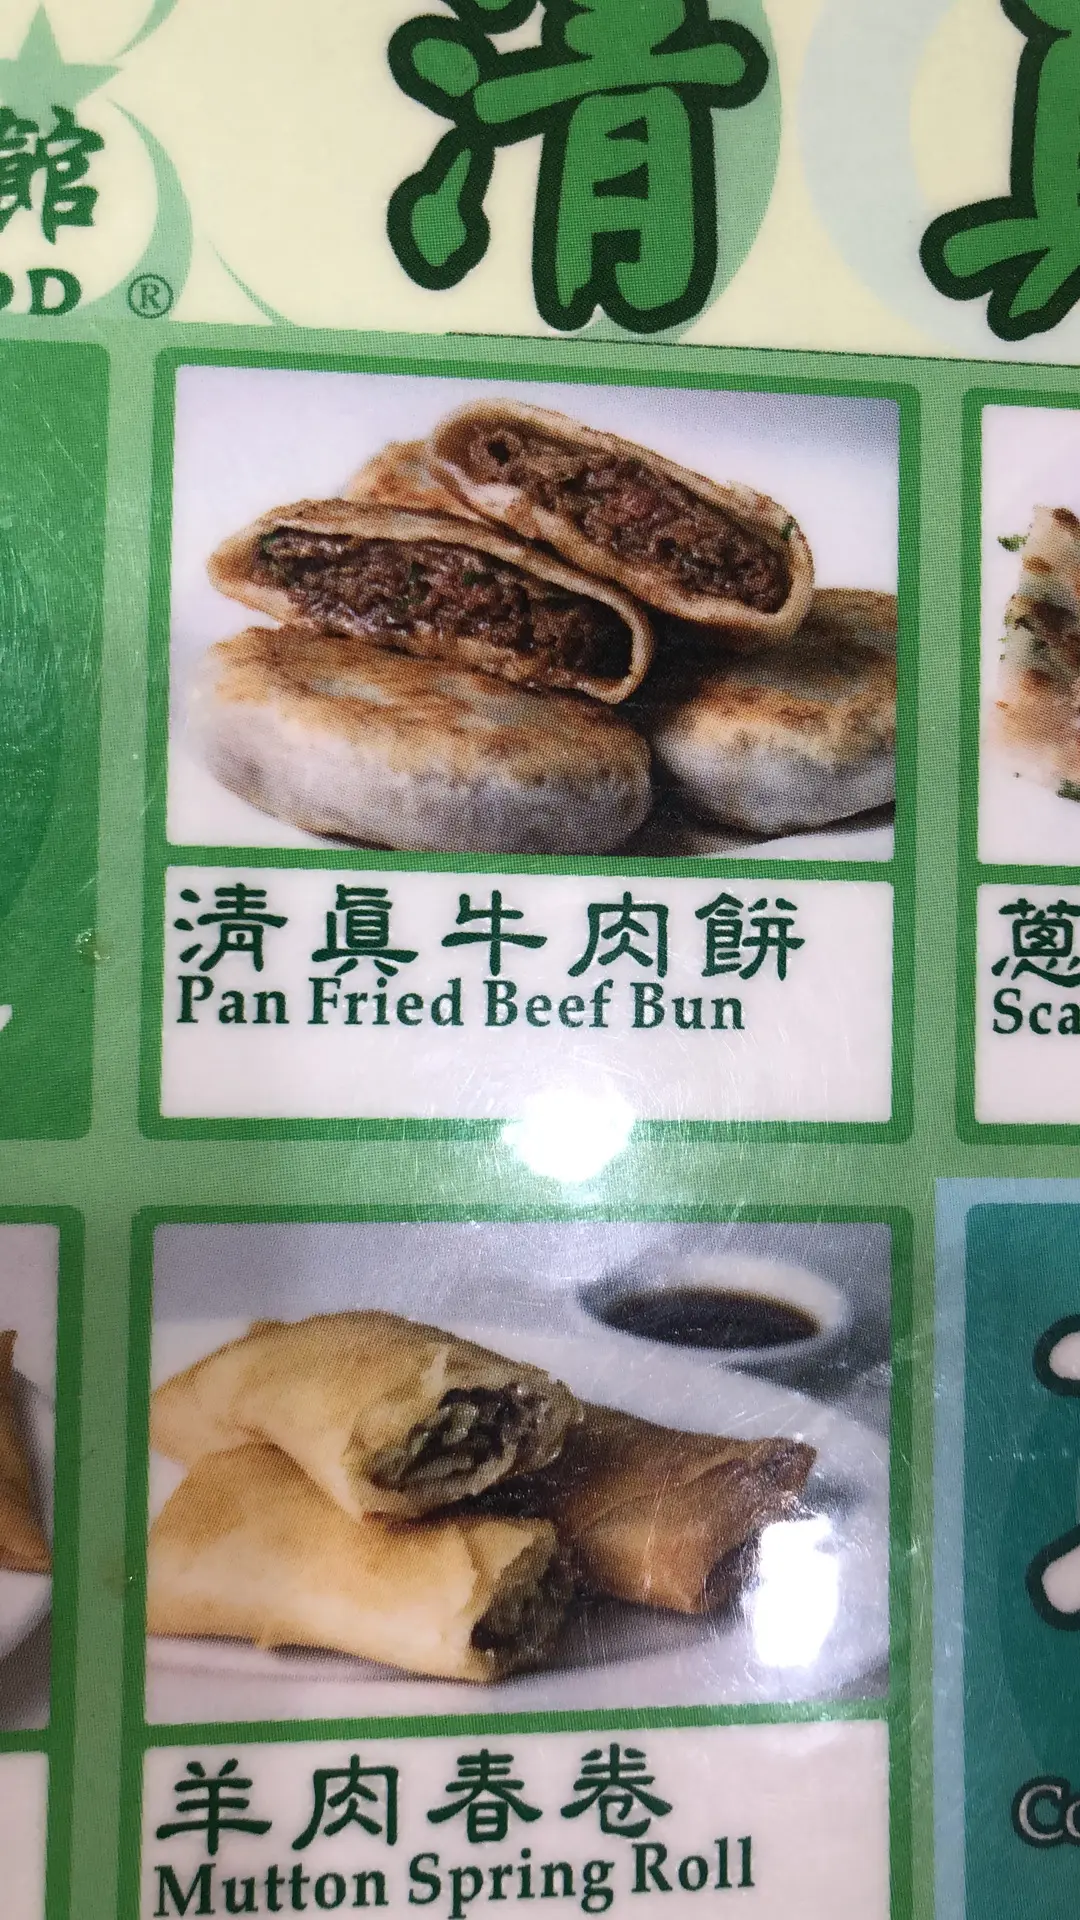 清
館
OD ®
清眞牛肉餅
Pan Fried Beef Bun
蔥
Sca
羊肉春卷
Mutton Spring Roll
Co